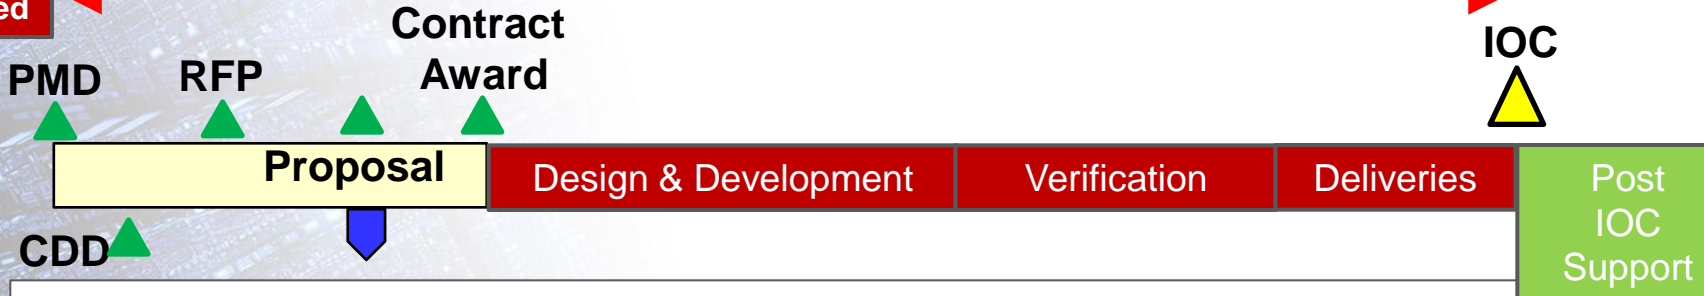 ed
Contract
Award
IOC
PMD
RFP
Proposal
Design & Development
Verification
Deliveries
Post
IOC
Support
CDD